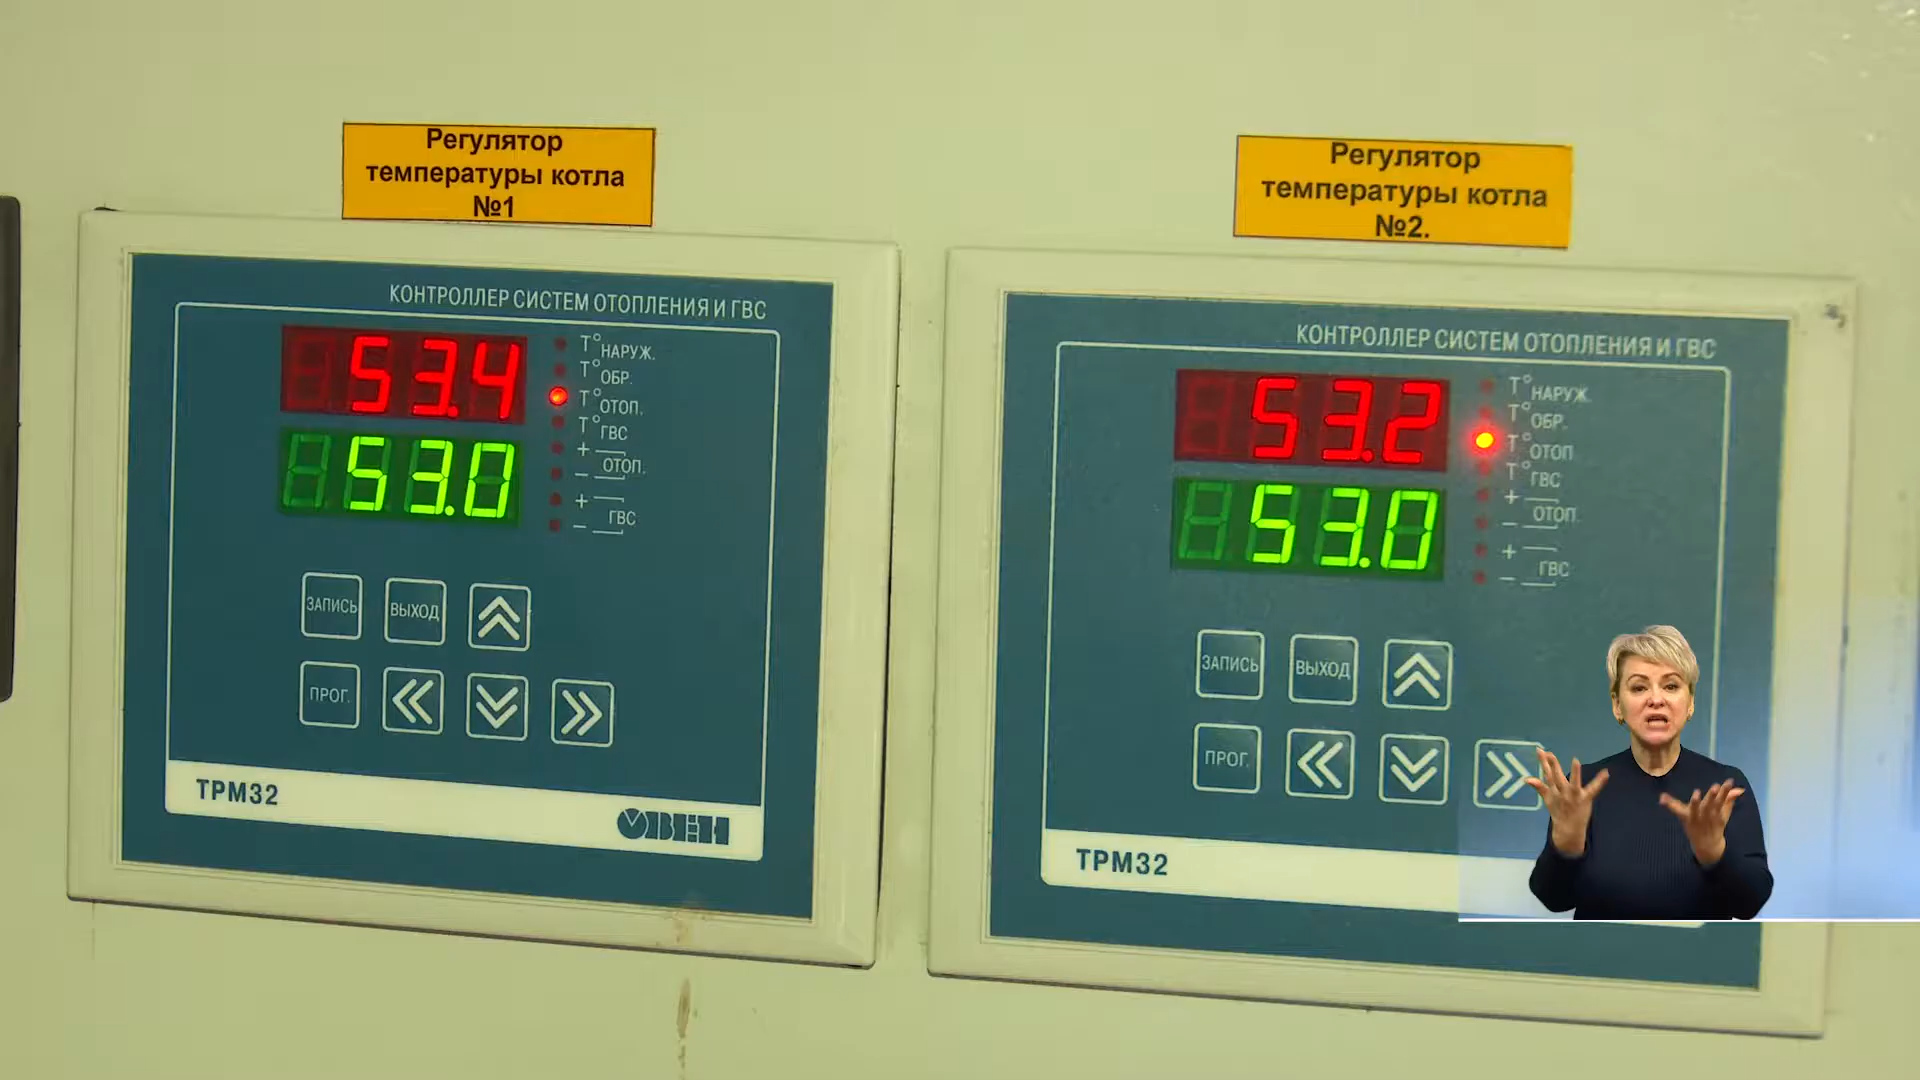 Регулятор
температуры котла
№1
КОНТРОЛЛЕР СИСТЕМ ОТОПЛЕНИЯ И ГВС
53.4
53.0
Т°НАРУЖ.
Т°ОБР.
Т°ОТОП.
Т°ГВС
+
ОТОП.
–
+
ГВС
–
ЗАПИСЬ
ВЫХОД
ПРОГ.
ТРМ32
ОВЕН
Регулятор
температуры котла
№2.
КОНТРОЛЛЕР СИСТЕМ ОТОПЛЕНИЯ И ГВС
53.2
53.0
Т°НАРУЖ.
Т°ОБР.
Т°ОТОП
Т°ГВС
+
ОТОП.
–
+
ГВС
–
ЗАПИСЬ
ВЫХОД
ПРОГ.
ТРМ32